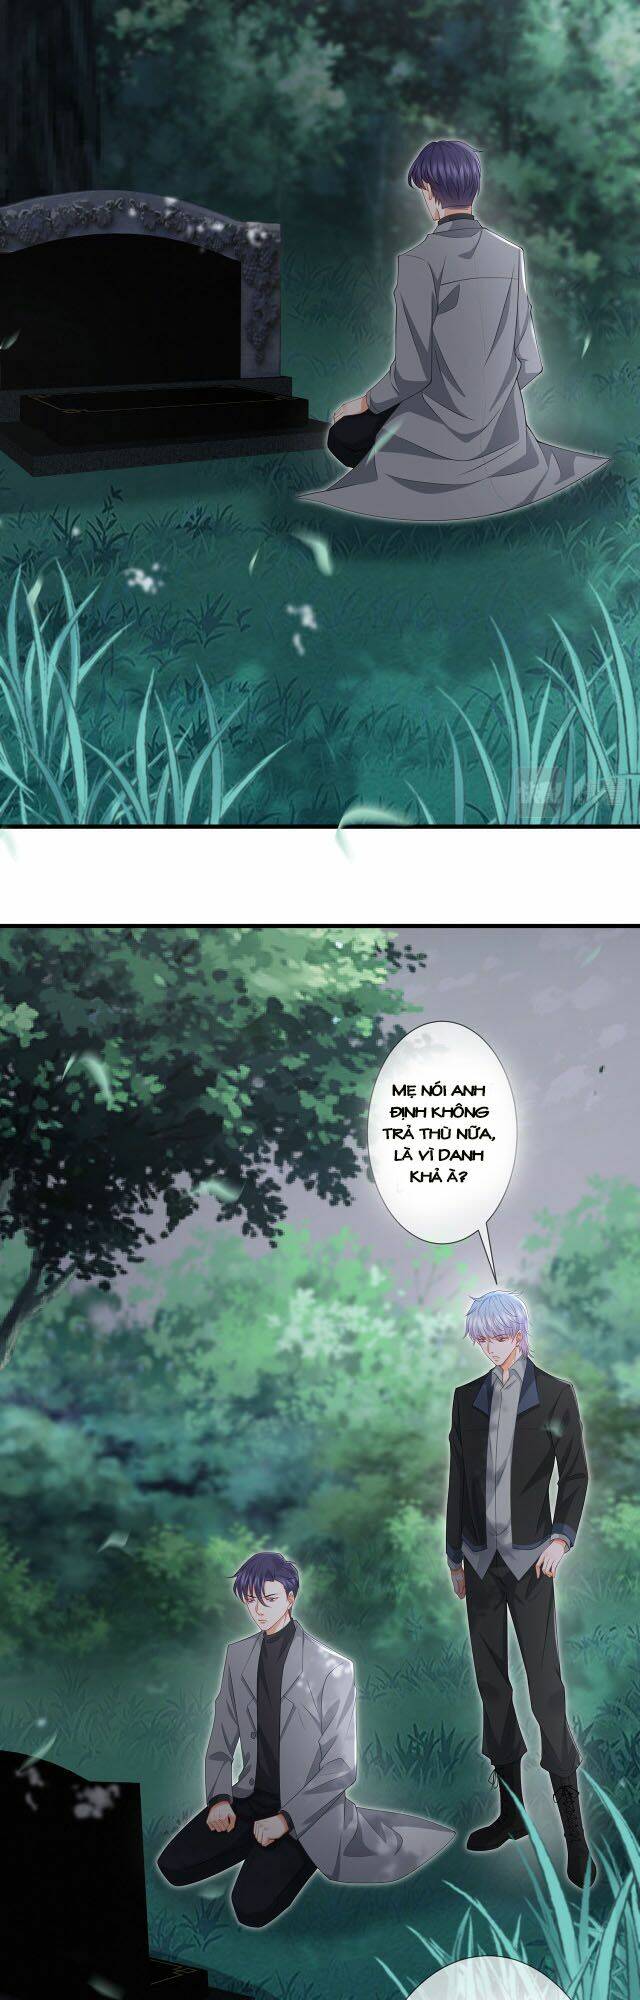 MẸ NÓI ANH
ĐỊNH KHÔNG
TRẢ THÙ NỮA,
LÀ VÌ DANH
KHẢ À?